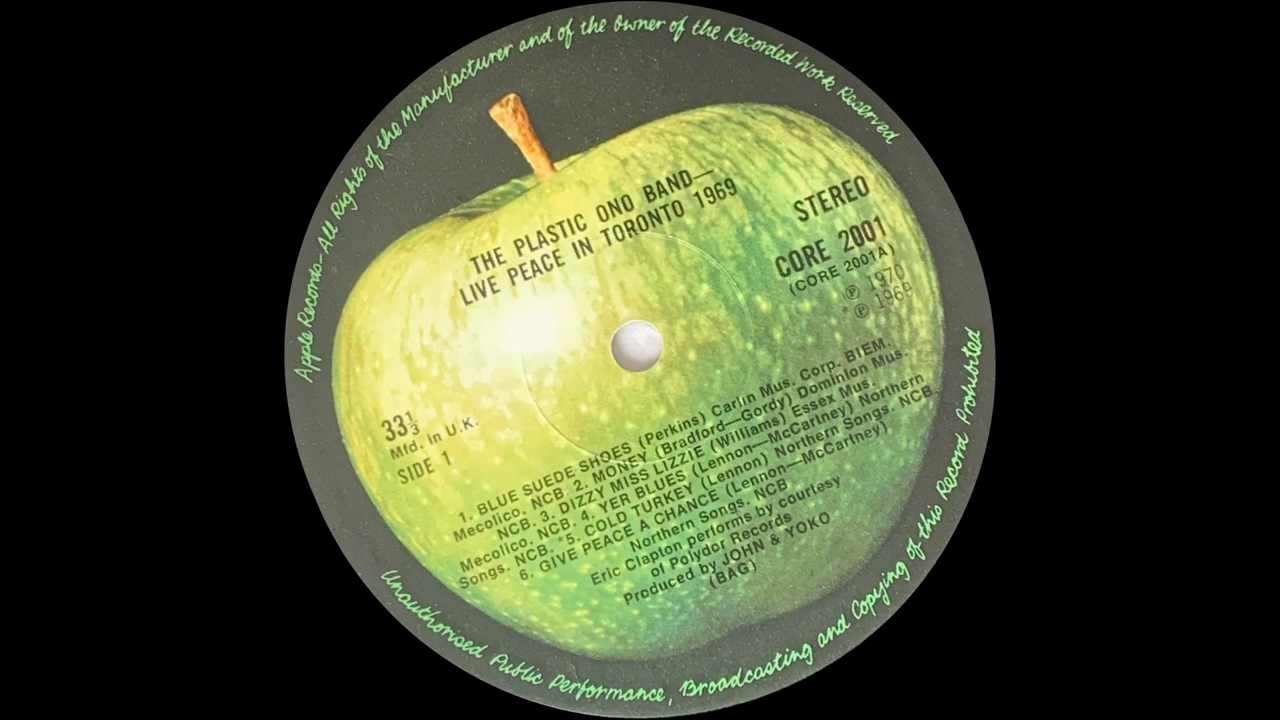 Apple Records—All Rights of the Manufacturer and of the Owner of the Recorded Work Reserved
THE PLASTIC ONO BAND—
LIVE PEACE IN TORONTO 1969
STEREO
CORE 2001
(CORE 2001A)
℗ 1970
* ℗ 1969
33⅓
Mfd. in U.K.
SIDE 1
1. BLUE SUEDE SHOES (Perkins) Carlin Mus. Corp. BIEM.
Mecolico. NCB. 2. MONEY (Bradford—Gordy) Dominion Mus.
NCB. 3. DIZZY MISS LIZZIE (Williams) Essex Mus.
Mecolico. NCB. 4. YER BLUES (Lennon—McCartney) Northern
Songs. NCB. *5. COLD TURKEY (Lennon) Northern Songs. NCB.
6. GIVE PEACE A CHANCE (Lennon—McCartney)
Northern Songs. NCB
Eric Clapton performs by courtesy
of Polydor Records
Produced by JOHN & YOKO
(BAG)
Unauthorised Public Performance, Broadcasting and Copying of this Record Prohibited